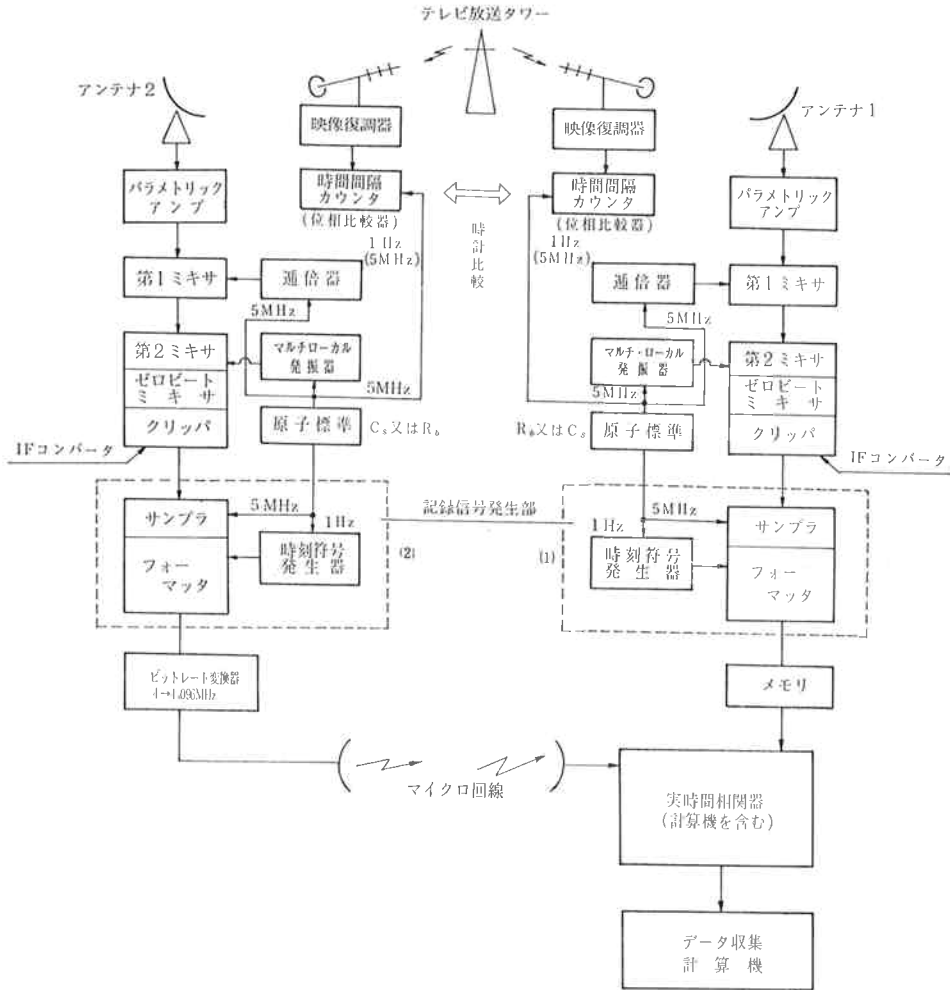 テレビ放送タワー
アンテナ2
アンテナ1
映像復調器
映像復調器
パラメトリック
アンプ
時間間隔
カウンタ
(位相比較器)
時計比較
時間間隔
カウンタ
(位相比較器)
パラメトリック
アンプ
1Hz
(5MHz)
1Hz
(5MHz)
第1ミキサ
逓倍器
逓倍器
第1ミキサ
5MHz
5MHz
第2ミキサ
ゼロビート
ミキサ
クリッパ
マルチローカル
発振器
マルチ・ローカル
発振器
第2ミキサ
ゼロビート
ミキサ
クリッパ
5MHz
5MHz
原子標準
Cs又はRb
Rb又はCs
原子標準
IFコンバータ
IFコンバータ
サンプラ
フォー
マッタ
5MHz
1Hz
時刻符号
発生器
(2)
記録信号発生部
(1)
1Hz
5MHz
時刻符号
発生器
サンプラ
フォー
マッタ
ビットレート変換器
4→4.096MHz
メモリ
マイクロ回線
実時間相関器
(計算機を含む)
データ収集
計算機